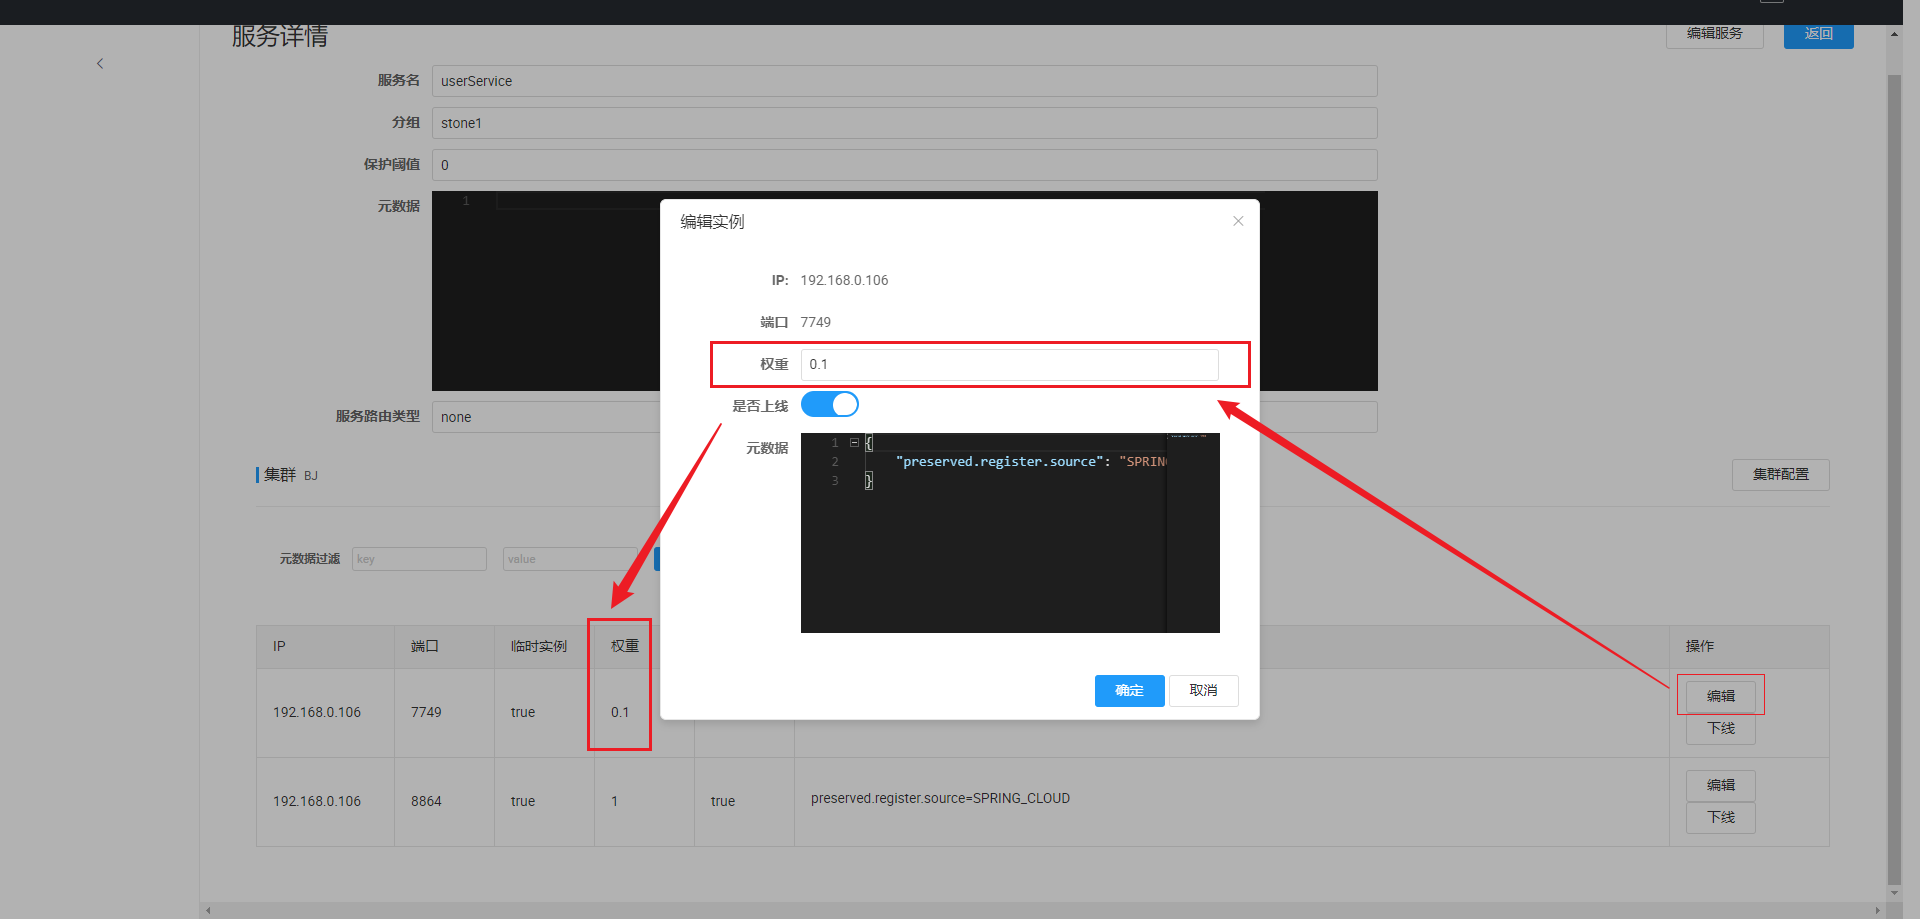 服务详情
编辑服务
返回
服务名 userService
分组 stone1
保护阈值 0
元数据 1
编辑实例
IP: 192.168.0.106
端口 7749
权重 0.1
是否上线
元数据
1 {
2 "preserved.register.source": "SPRIN
3 }
确定 取消
服务路由类型 none
集群 BJ
集群配置
元数据过滤 key value
IP 端口 临时实例 权重 操作
192.168.0.106 7749 true 0.1 编辑
下线
192.168.0.106 8864 true 1 true preserved.register.source=SPRING_CLOUD 编辑
下线